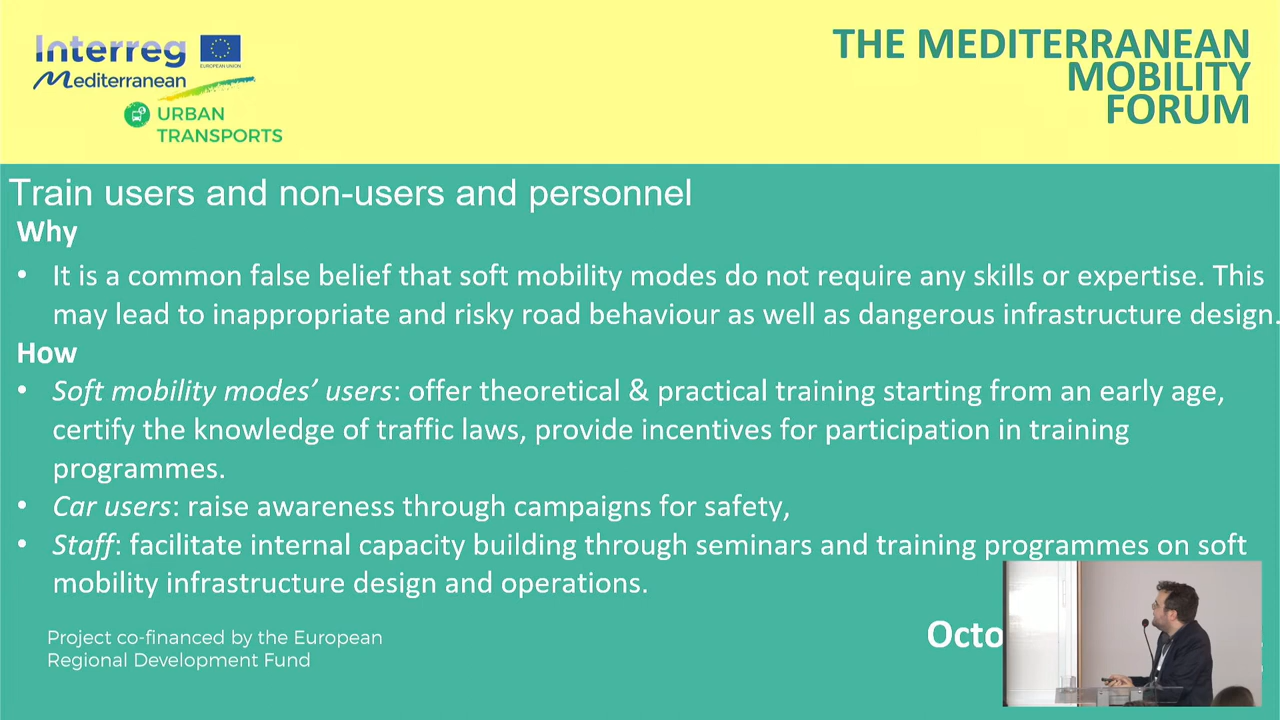 Interreg
EUROPEAN UNION
Mediterranean
URBAN
TRANSPORTS
THE MEDITERRANEAN
MOBILITY
FORUM
Train users and non-users and personnel
Why
• It is a common false belief that soft mobility modes do not require any skills or expertise. This
may lead to inappropriate and risky road behaviour as well as dangerous infrastructure design.
How
• Soft mobility modes’ users: offer theoretical & practical training starting from an early age,
certify the knowledge of traffic laws, provide incentives for participation in training
programmes.
• Car users: raise awareness through campaigns for safety,
• Staff: facilitate internal capacity building through seminars and training programmes on soft
mobility infrastructure design and operations.
Project co-financed by the European
Regional Development Fund
Octo